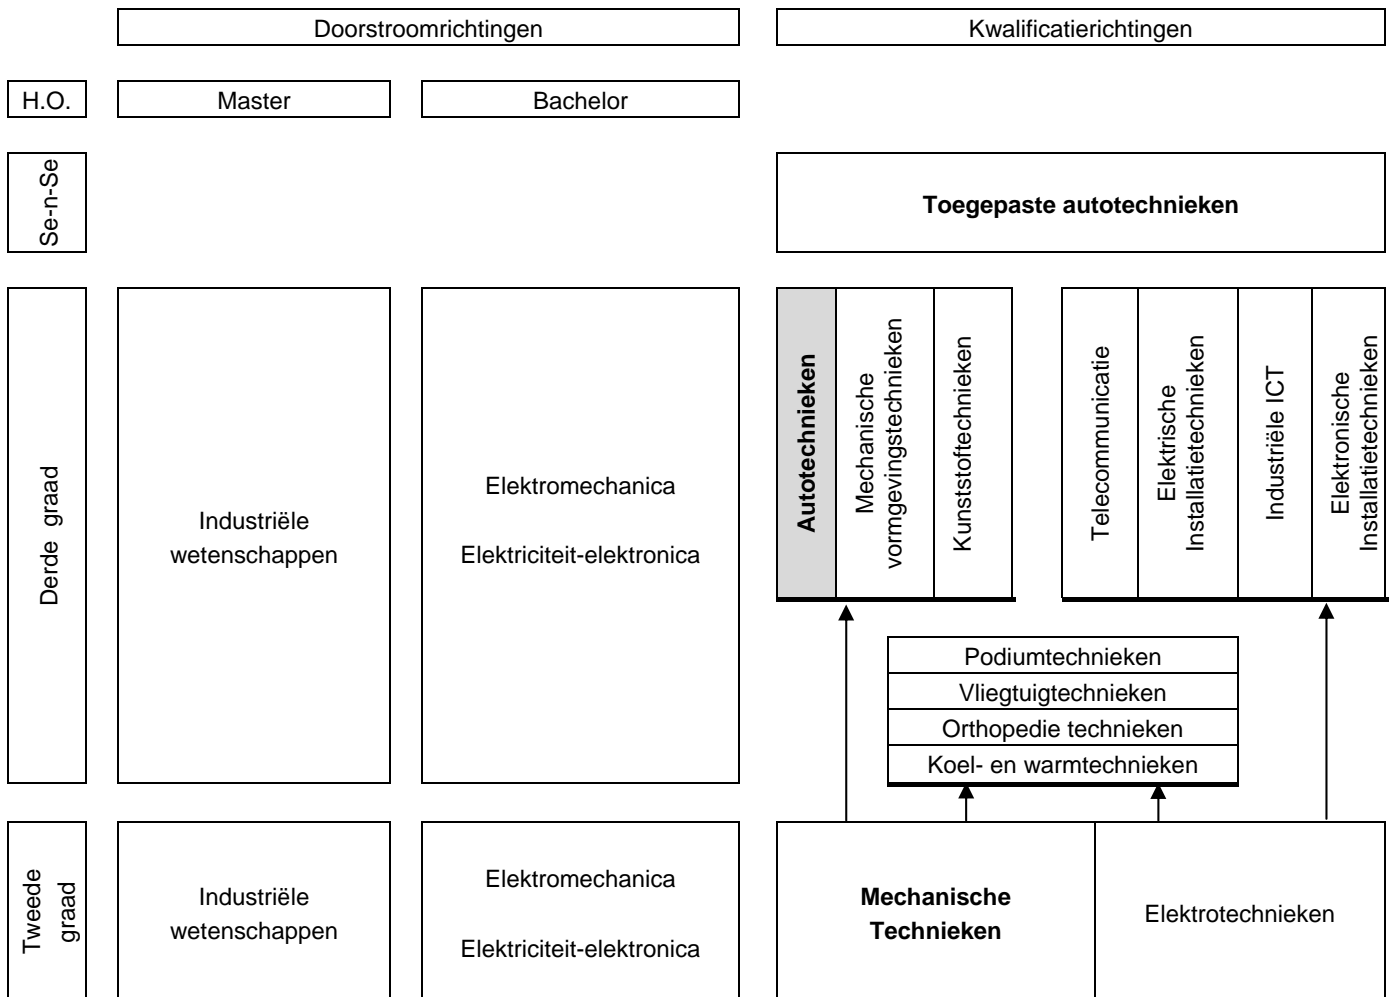 Doorstroomrichtingen
Kwalificatierichtingen
H.O.
Master
Bachelor
Se-n-Se
Toegepaste autotechnieken
Derde graad
Industriële
wetenschappen
Elektromechanica
Elektriciteit-elektronica
Autotechnieken
Mechanische
vormgevingstechnieken
Kunststoftechnieken
Telecommunicatie
Elektrische
Installatietechnieken
Industriële ICT
Elektronische
Installatietechnieken
Podiumtechnieken
Vliegtuigtechnieken
Orthopedie technieken
Koel- en warmtechnieken
Tweede
graad
Industriële
wetenschappen
Elektromechanica
Elektriciteit-elektronica
Mechanische
Technieken
Elektrotechnieken